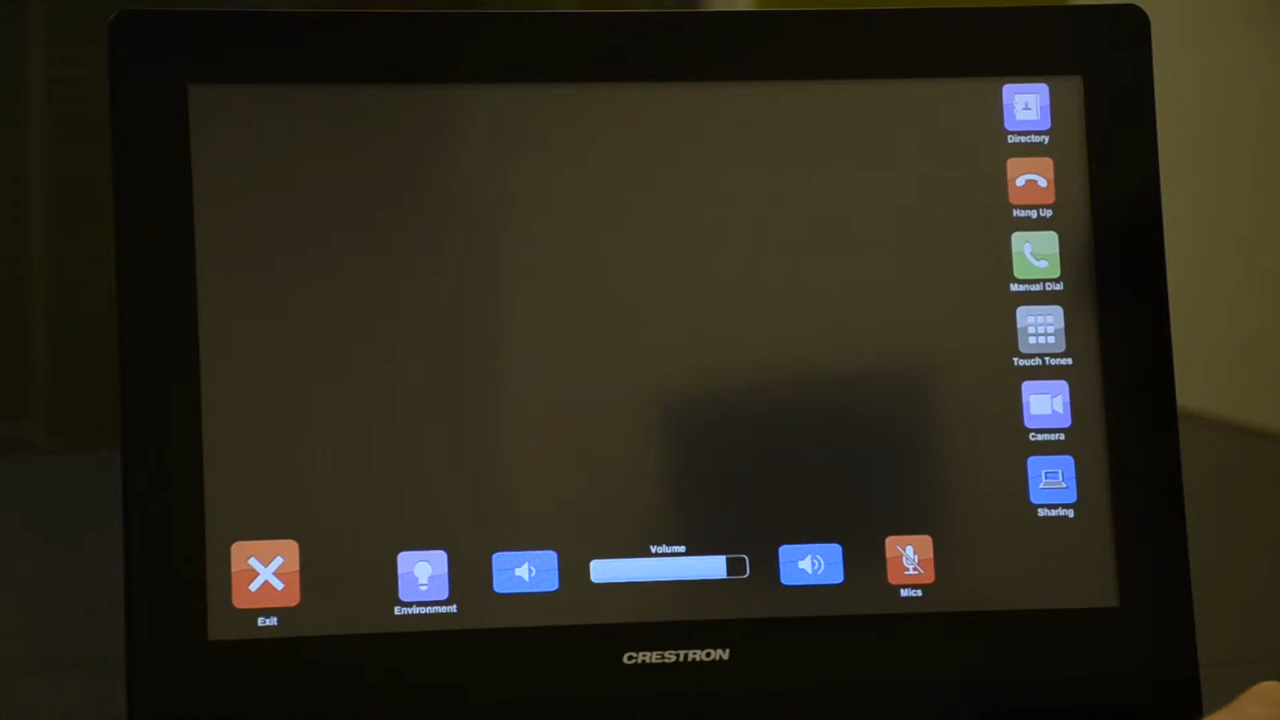 Directory
Hang Up
Manual Dial
Touch Tones
Camera
Sharing
Volume
Exit
Environment
Mics
CRESTRON